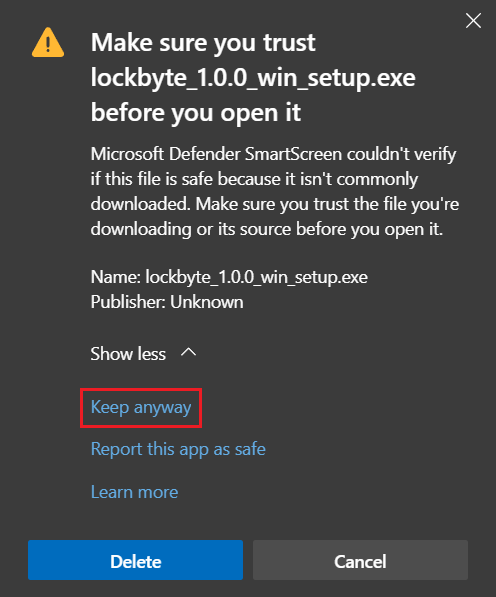 Make sure you trust
lockbyte_1.0.0_win_setup.exe
before you open it
Microsoft Defender SmartScreen couldn't verify
if this file is safe because it isn't commonly
downloaded. Make sure you trust the file you're
downloading or its source before you open it.
Name: lockbyte_1.0.0_win_setup.exe
Publisher: Unknown
Show less
Keep anyway
Report this app as safe
Learn more
Delete
Cancel